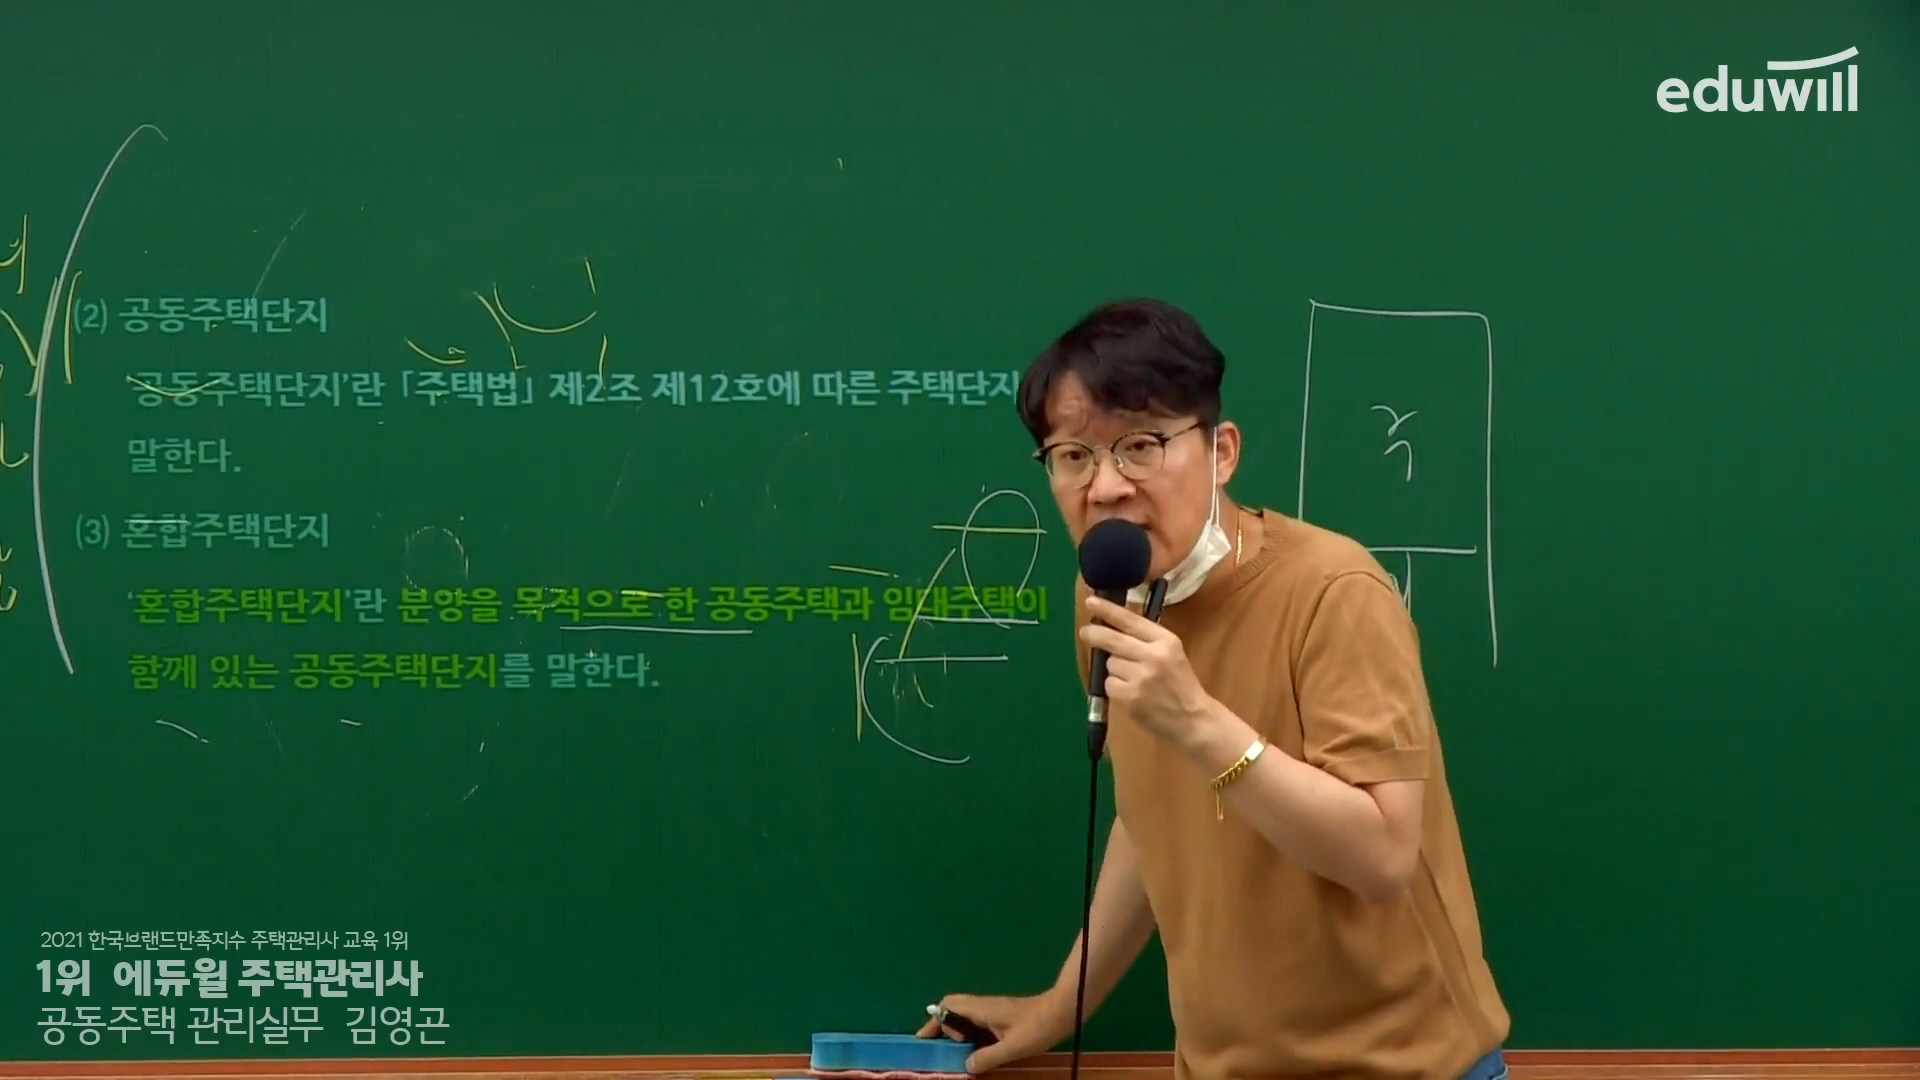 eduwill
(2) 공동주택단지
‘공동주택단지’란 「주택법」 제2조 제12호에 따른 주택단지
말한다.
(3) 혼합주택단지
‘혼합주택단지’란 분양을 목적으로 한 공동주택과 임대주택이
함께 있는 공동주택단지를 말한다.
주
2021 한국브랜드만족지수 주택관리사 교육 1위
1위 에듀윌 주택관리사
공동주택 관리실무 김영곤